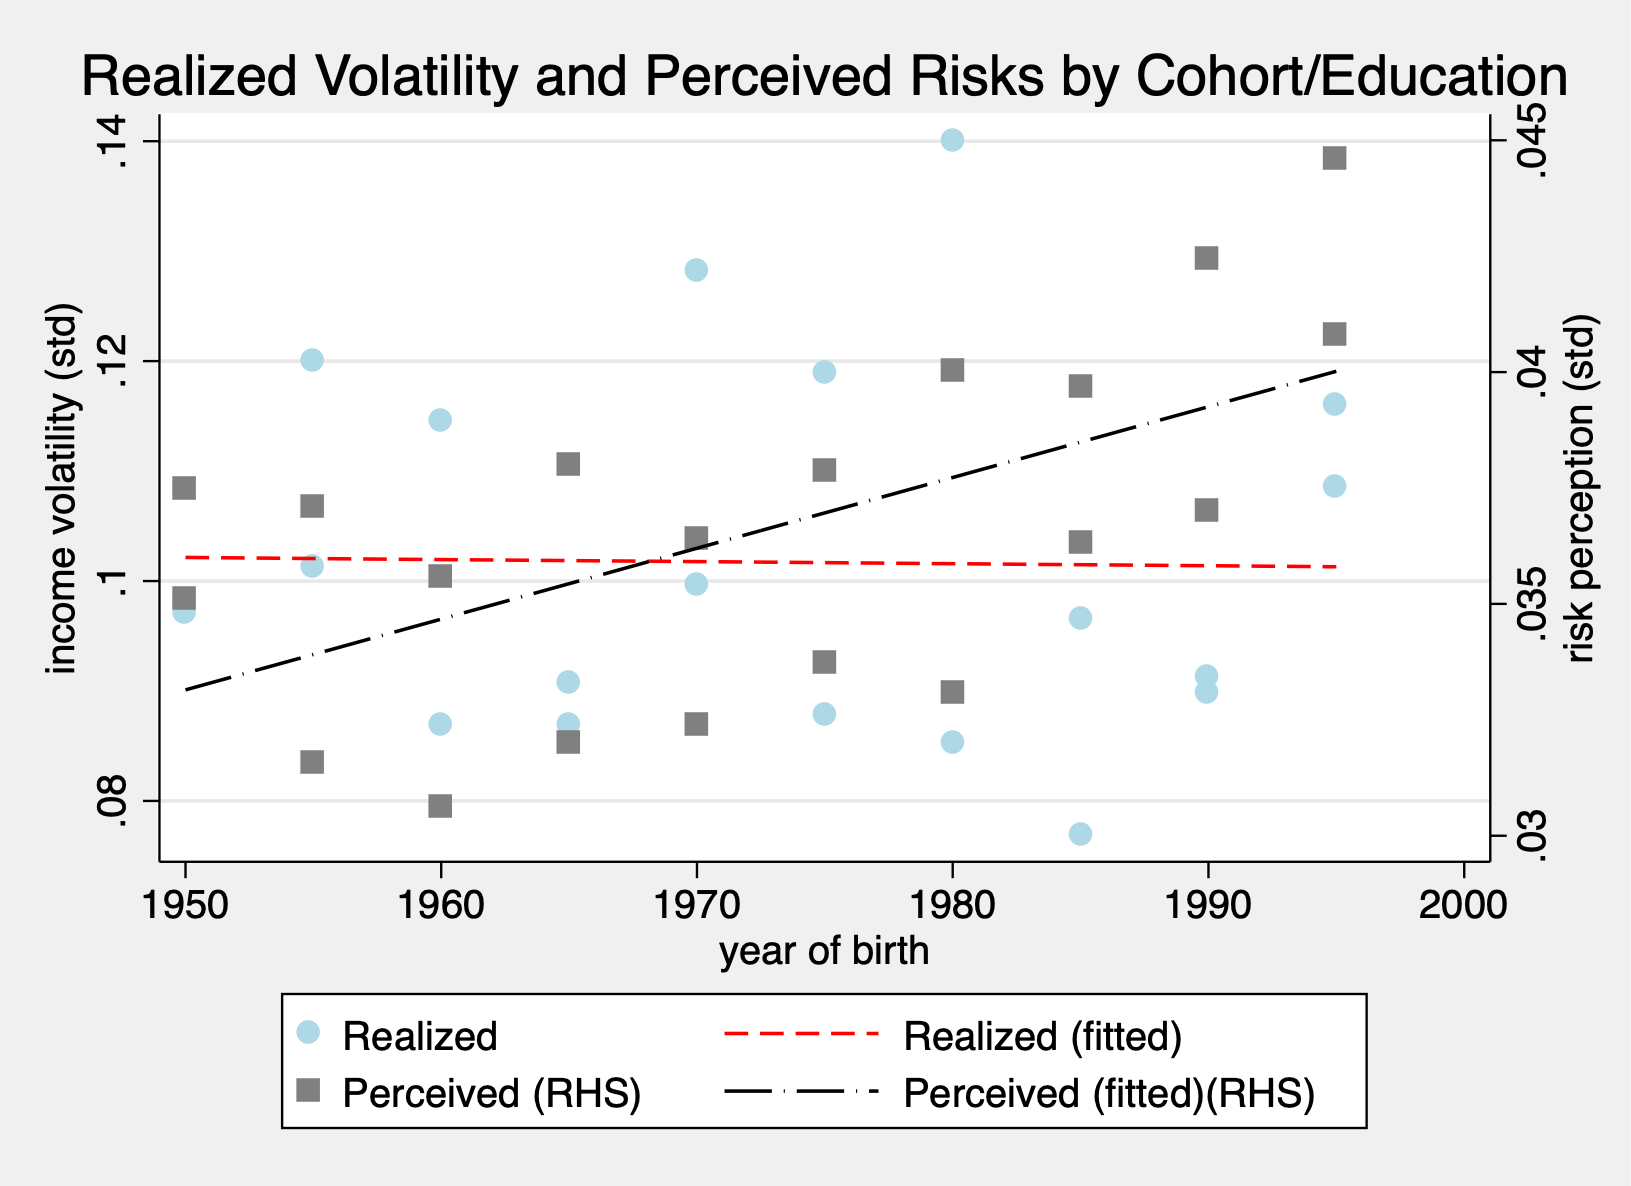 Realized Volatility and Perceived Risks by Cohort/Education
income volatility (std)
.14
.12
.1
.08
.045
.04
.035
.03
risk perception (std)
1950 1960 1970 1980 1990 2000
year of birth
Realized Realized (fitted)
Perceived (RHS) Perceived (fitted)(RHS)